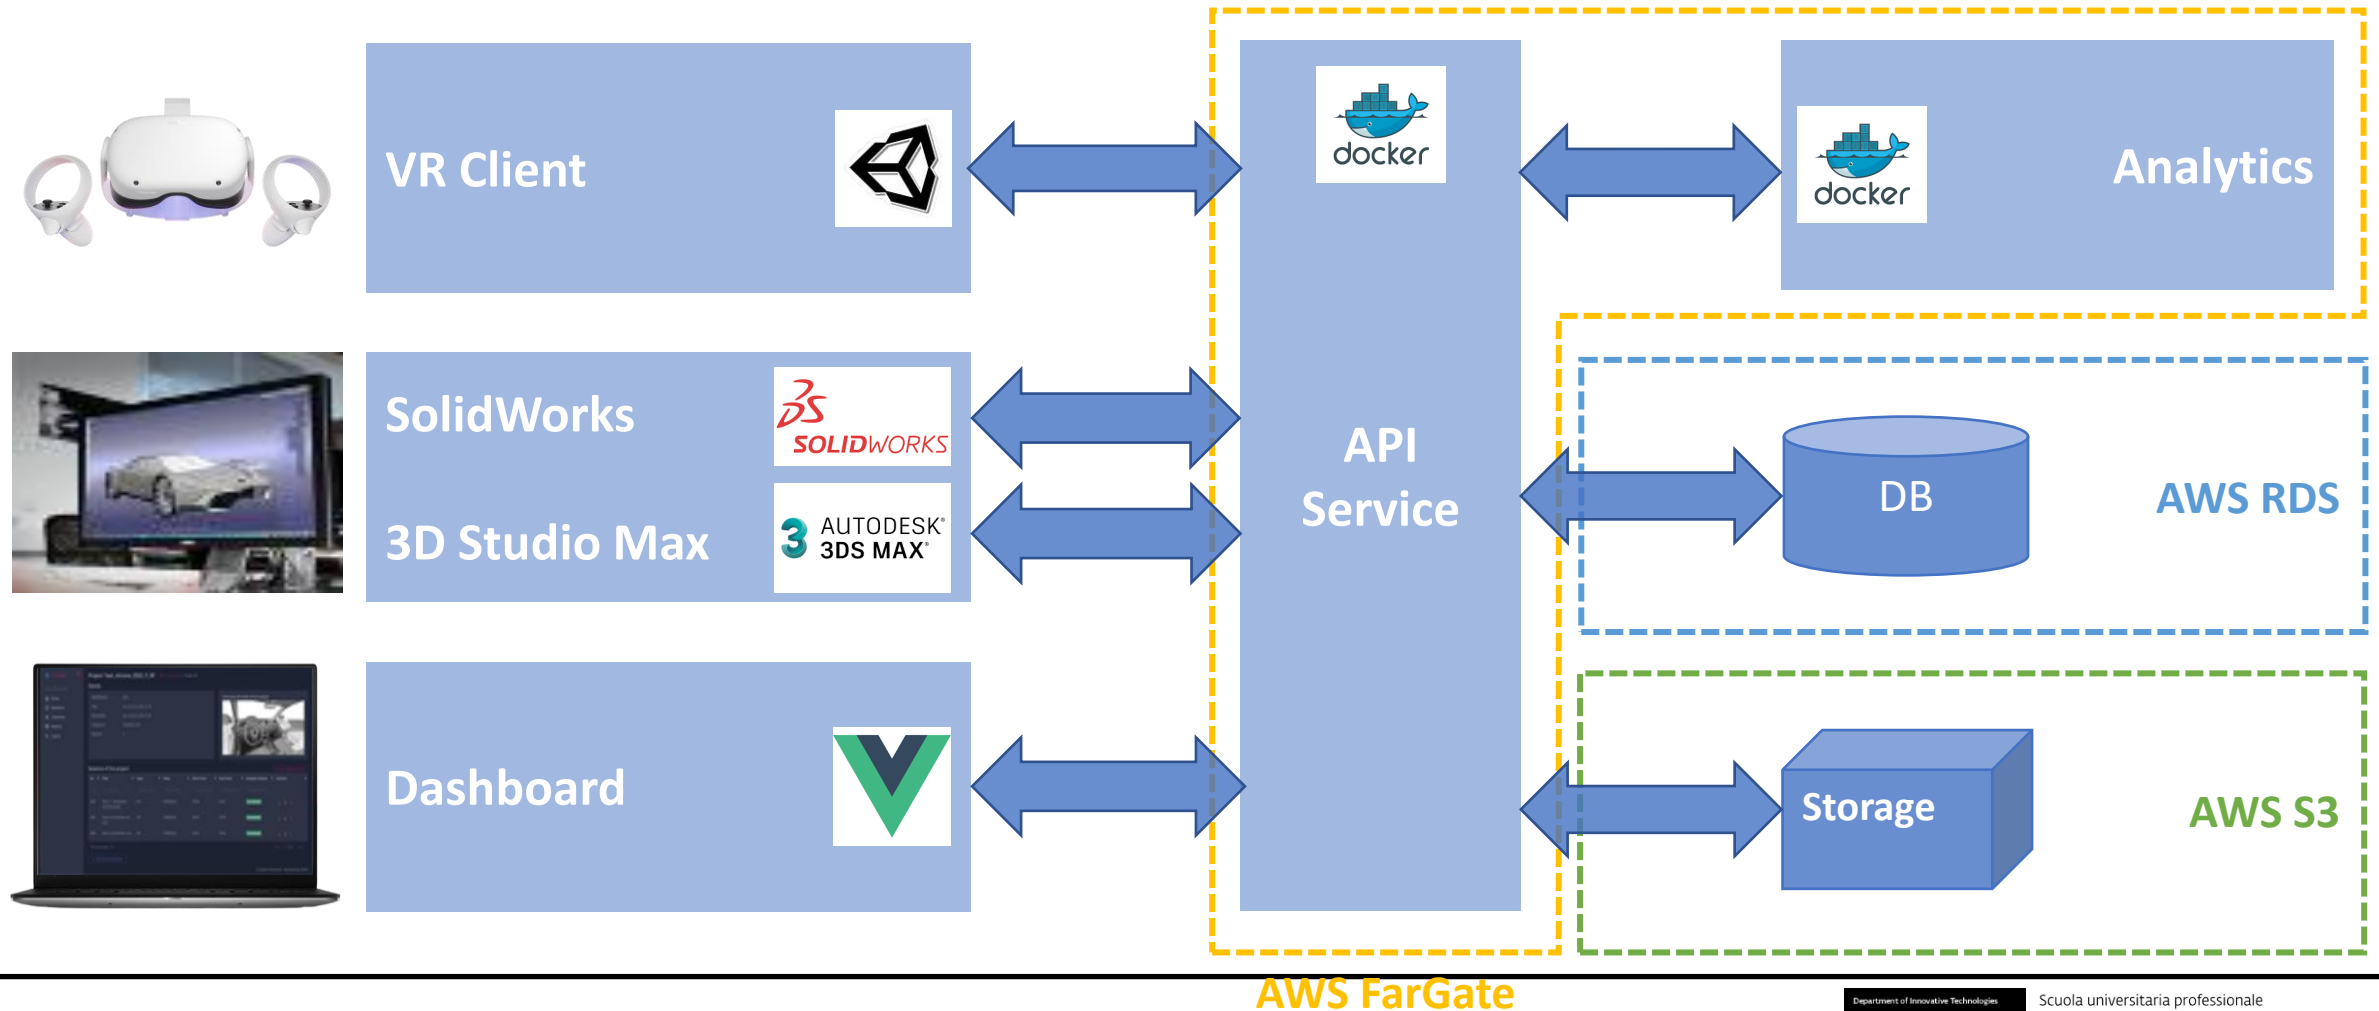 VR Client
docker
docker
Analytics
SolidWorks
SOLIDWORKS
3D Studio Max
3 AUTODESK®
3DS MAX®
API
Service
DB
AWS RDS
Dashboard
Storage
AWS S3
AWS FarGate
Department of Innovative Technologies
Scuola universitaria professionale